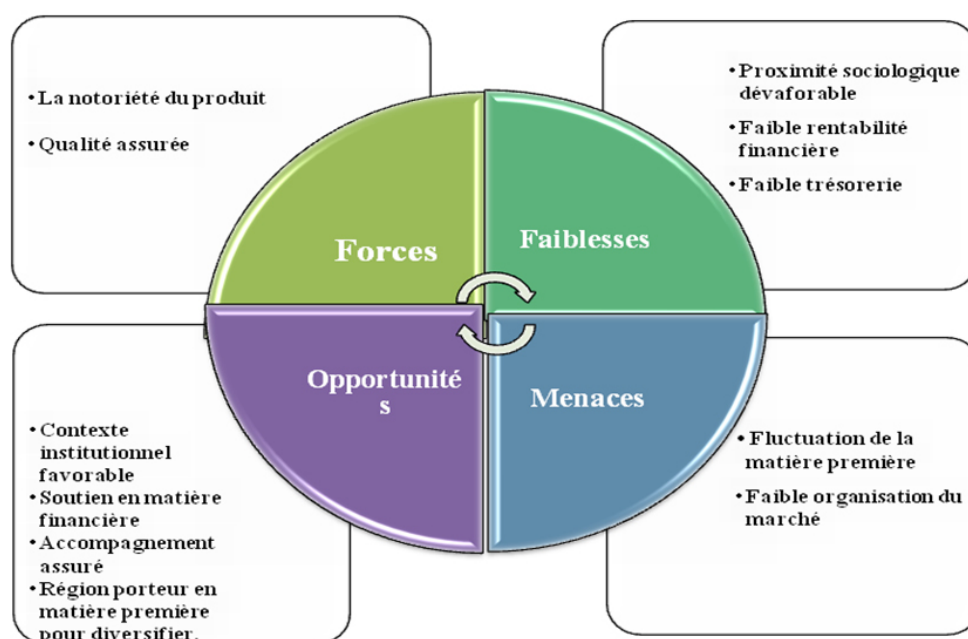 • La notoriété du produit
• Qualité assurée
• Proximité sociologique
dévaforable
• Faible rentabilité
financière
• Faible trésorerie
Forces
Faiblesses
Opportunité
s
Menaces
• Contexte
institutionnel
favorable
• Soutien en matière
financière
• Accompagnement
assuré
• Région porteur en
matière première
pour diversifier.
• Fluctuation de la
matière première
• Faible organisation du
marché